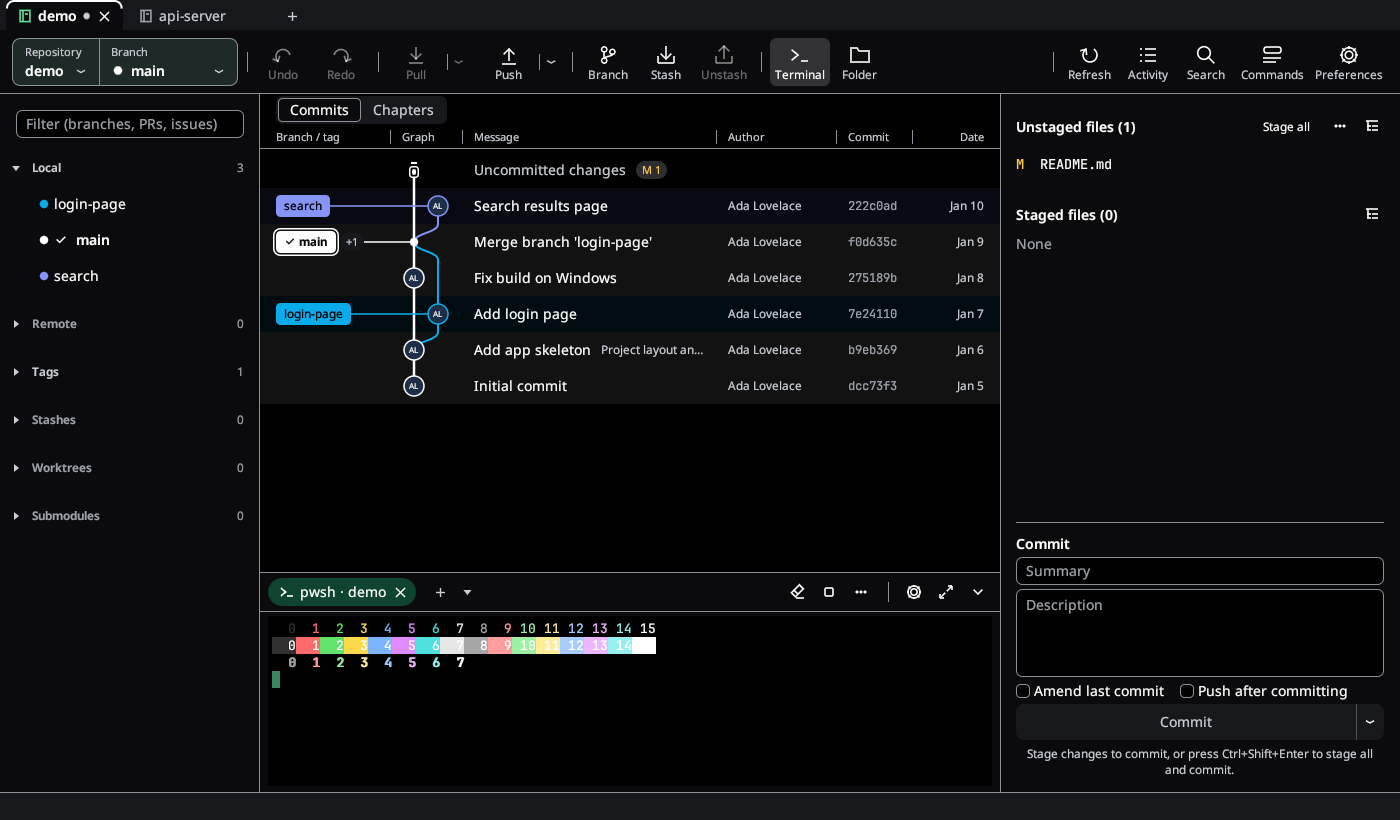 demo
api-server
Repository
demo
Branch
main
Undo
Redo
Pull
Push
Branch
Stash
Unstash
Terminal
Folder
Refresh
Activity
Search
Commands
Preferences
Filter (branches, PRs, issues)
Local 3
login-page
main
search
Remote 0
Tags 1
Stashes 0
Worktrees 0
Submodules 0
Commits Chapters
Branch / tag Graph Message Author Commit Date
Uncommitted changes M 1
search AL Search results page Ada Lovelace 222c0ad Jan 10
main +1 Merge branch 'login-page' Ada Lovelace f0d635c Jan 9
AL Fix build on Windows Ada Lovelace 275189b Jan 8
login-page AL Add login page Ada Lovelace 7e24110 Jan 7
AL Add app skeleton Project layout an... Ada Lovelace b9eb369 Jan 6
AL Initial commit Ada Lovelace dcc73f3 Jan 5
pwsh · demo
0 1 2 3 4 5 6 7 8 9 10 11 12 13 14 15
0 1 2 3 4 5 6 7 8 9 10 11 12 13 14
0 1 2 3 4 5 6 7
Unstaged files (1) Stage all
M README.md
Staged files (0)
None
Commit
Summary
Description
Amend last commit Push after committing
Commit
Stage changes to commit, or press Ctrl+Shift+Enter to stage all
and commit.